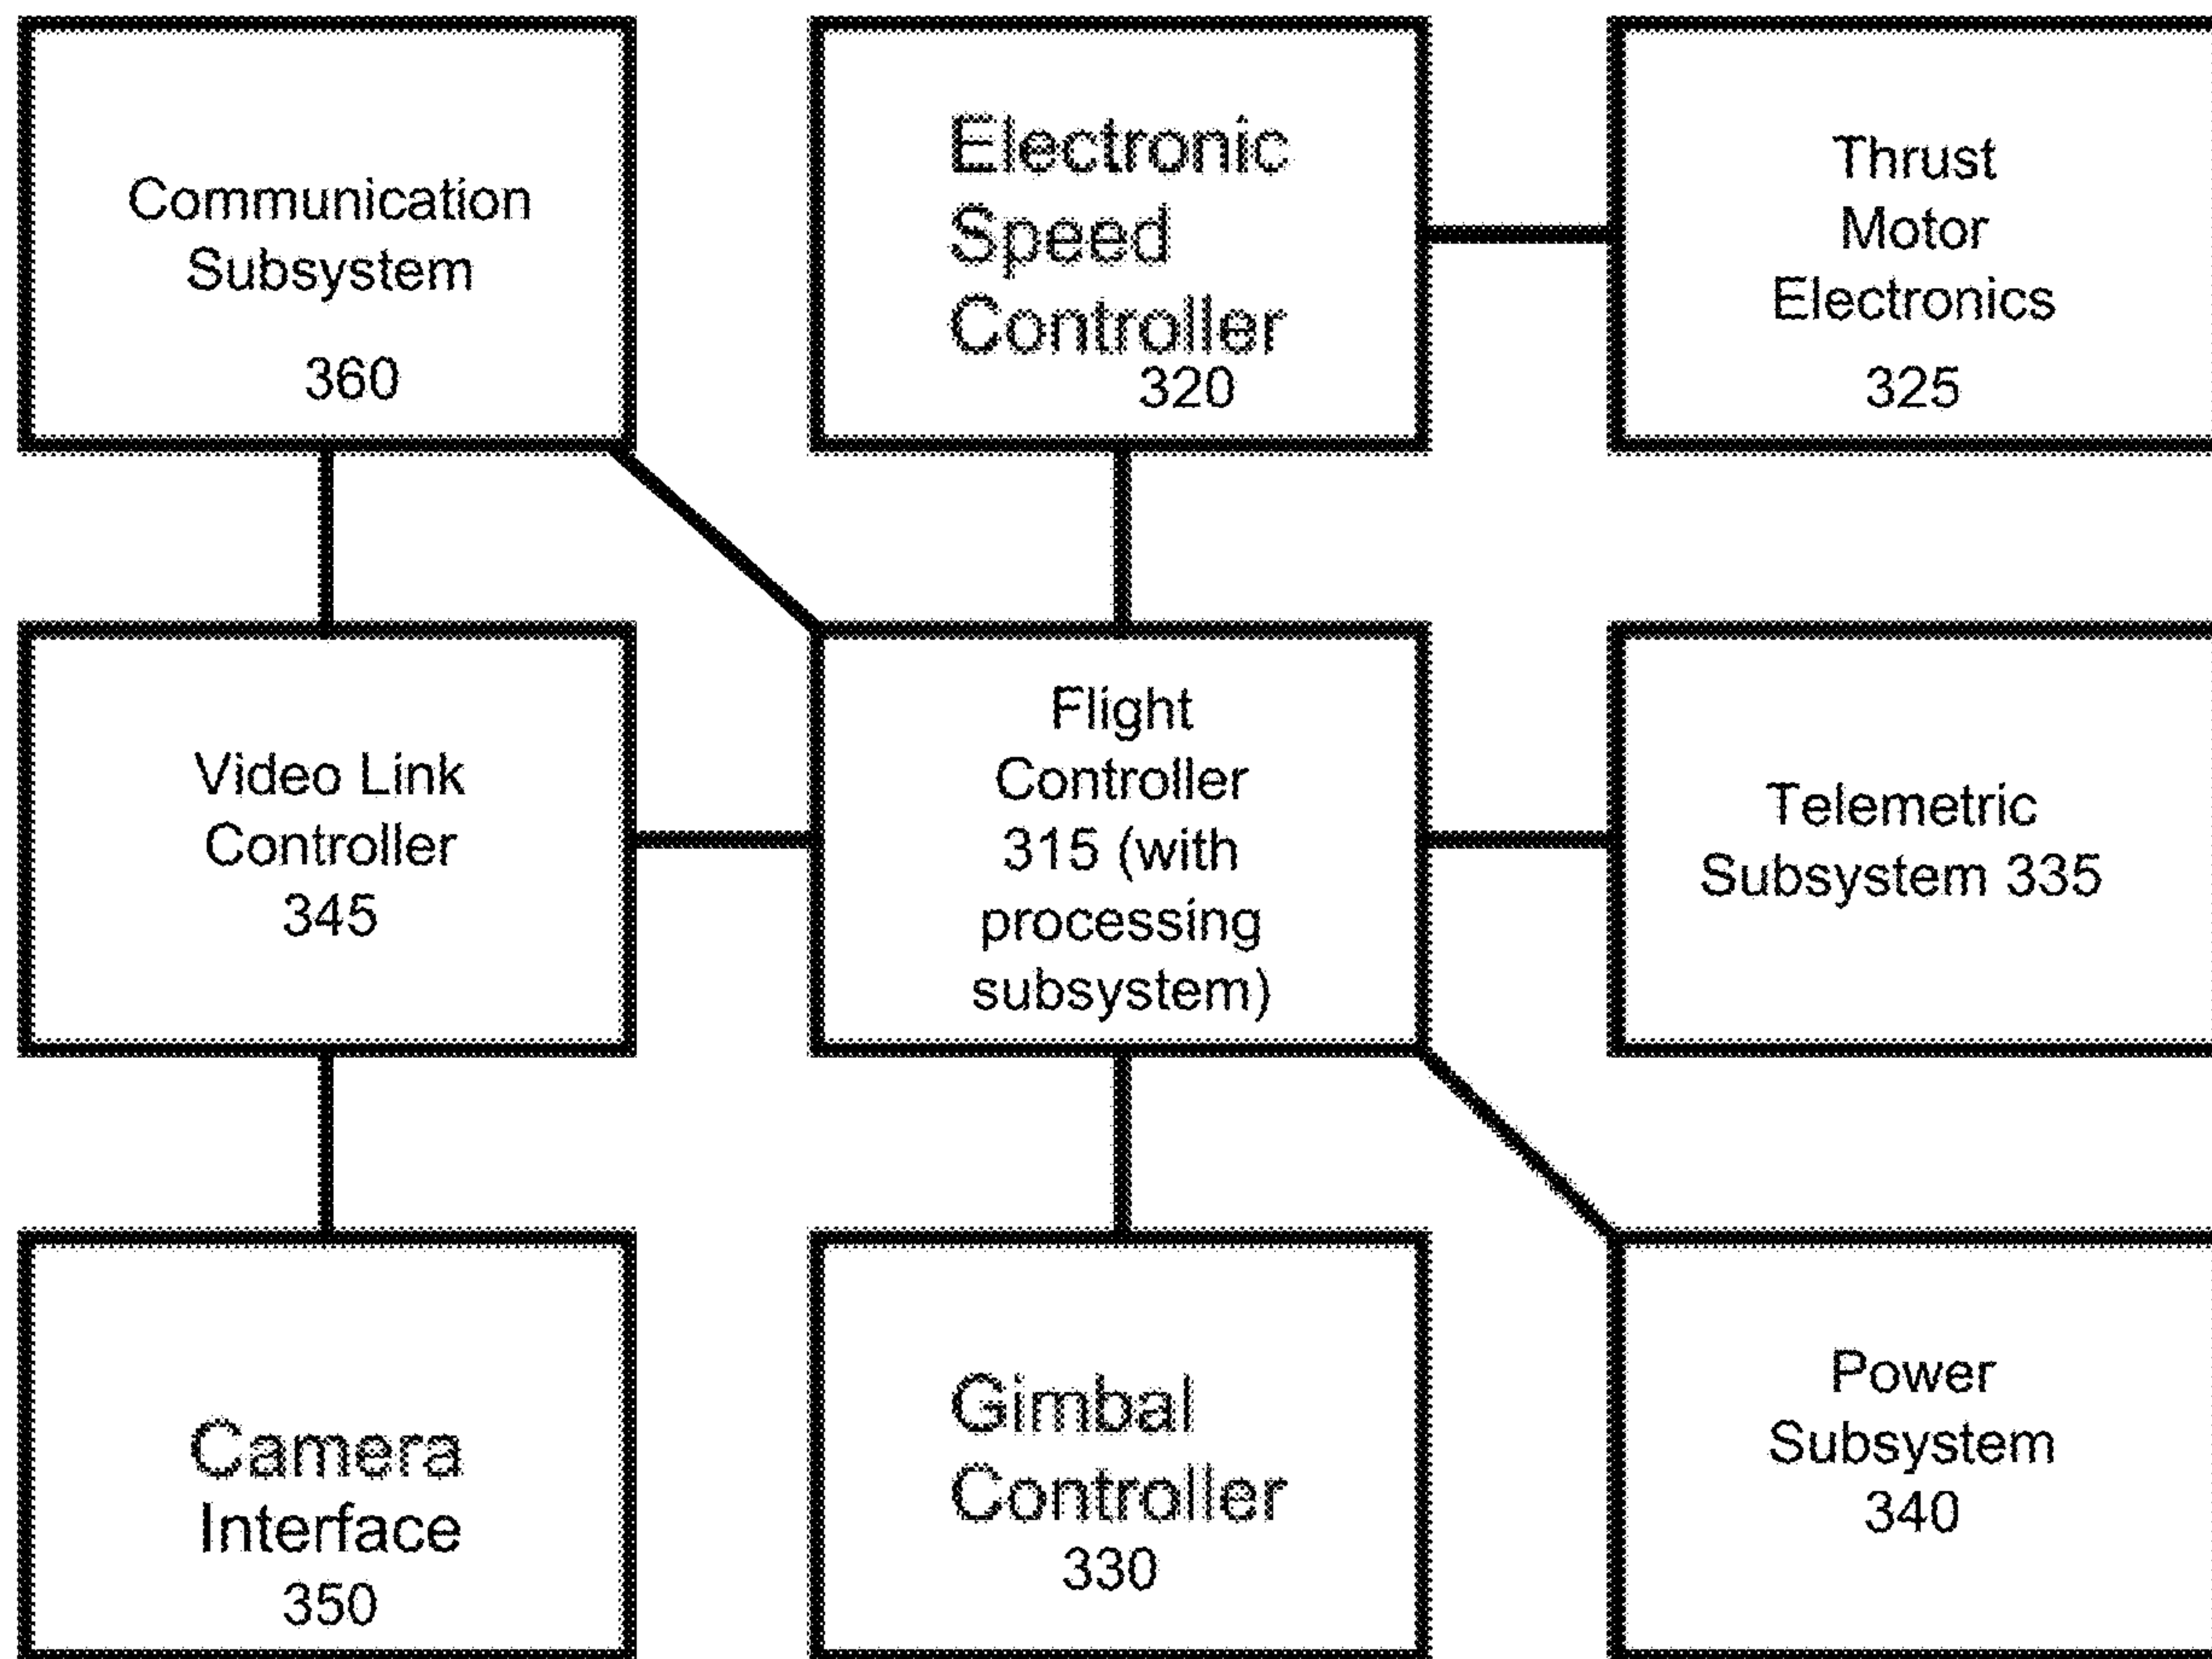 Communication
Subsystem
360
Electronic
Speed
Controller
320
Thrust
Motor
Electronics
325
Video Link
Controller
345
Flight
Controller
315 (with
processing
subsystem)
Telemetric
Subsystem 335
Camera
Interface
350
Gimbal
Controller
330
Power
Subsystem
340